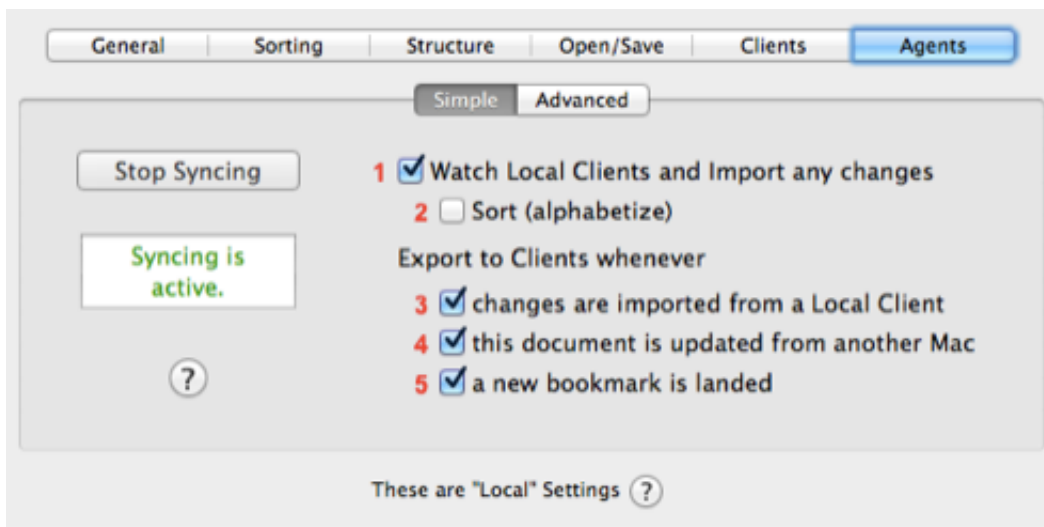 General Sorting Structure Open/Save Clients Agents
Simple Advanced
Stop Syncing
1 Watch Local Clients and Import any changes
2 Sort (alphabetize)
Syncing is
active.
Export to Clients whenever
3 changes are imported from a Local Client
4 this document is updated from another Mac
5 a new bookmark is landed
?
These are "Local" Settings ?